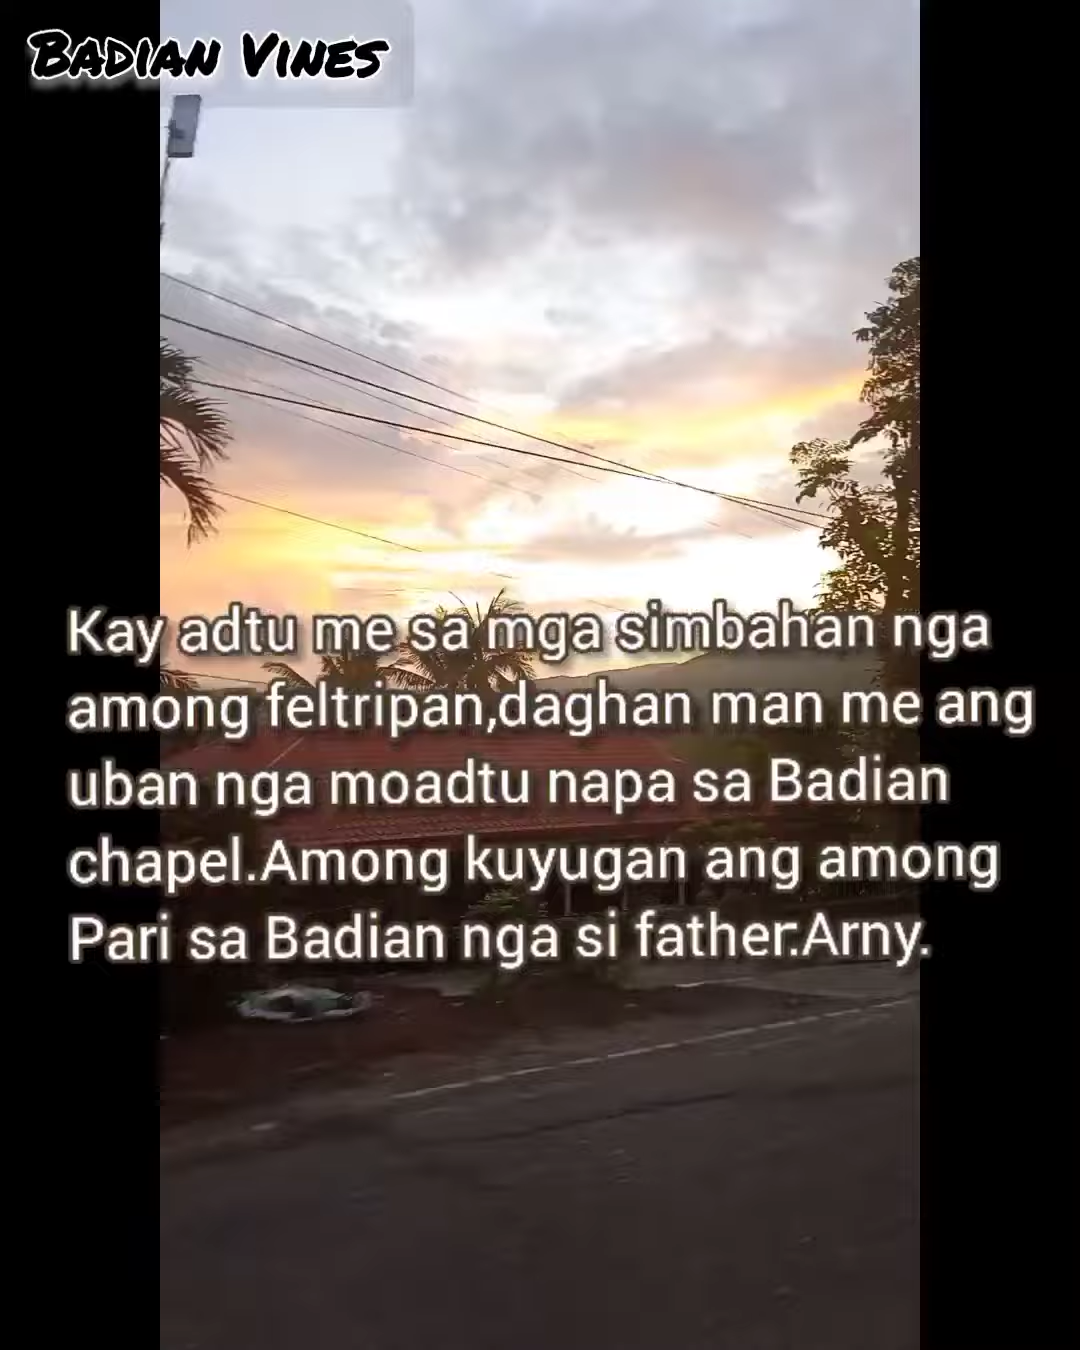 BADIAN VINES
Kay adtu me sa mga simbahan nga
among feltripan,daghan man me ang
uban nga moadtu napa sa Badian
chapel.Among kuyugan ang among
Pari sa Badian nga si father.Arny.